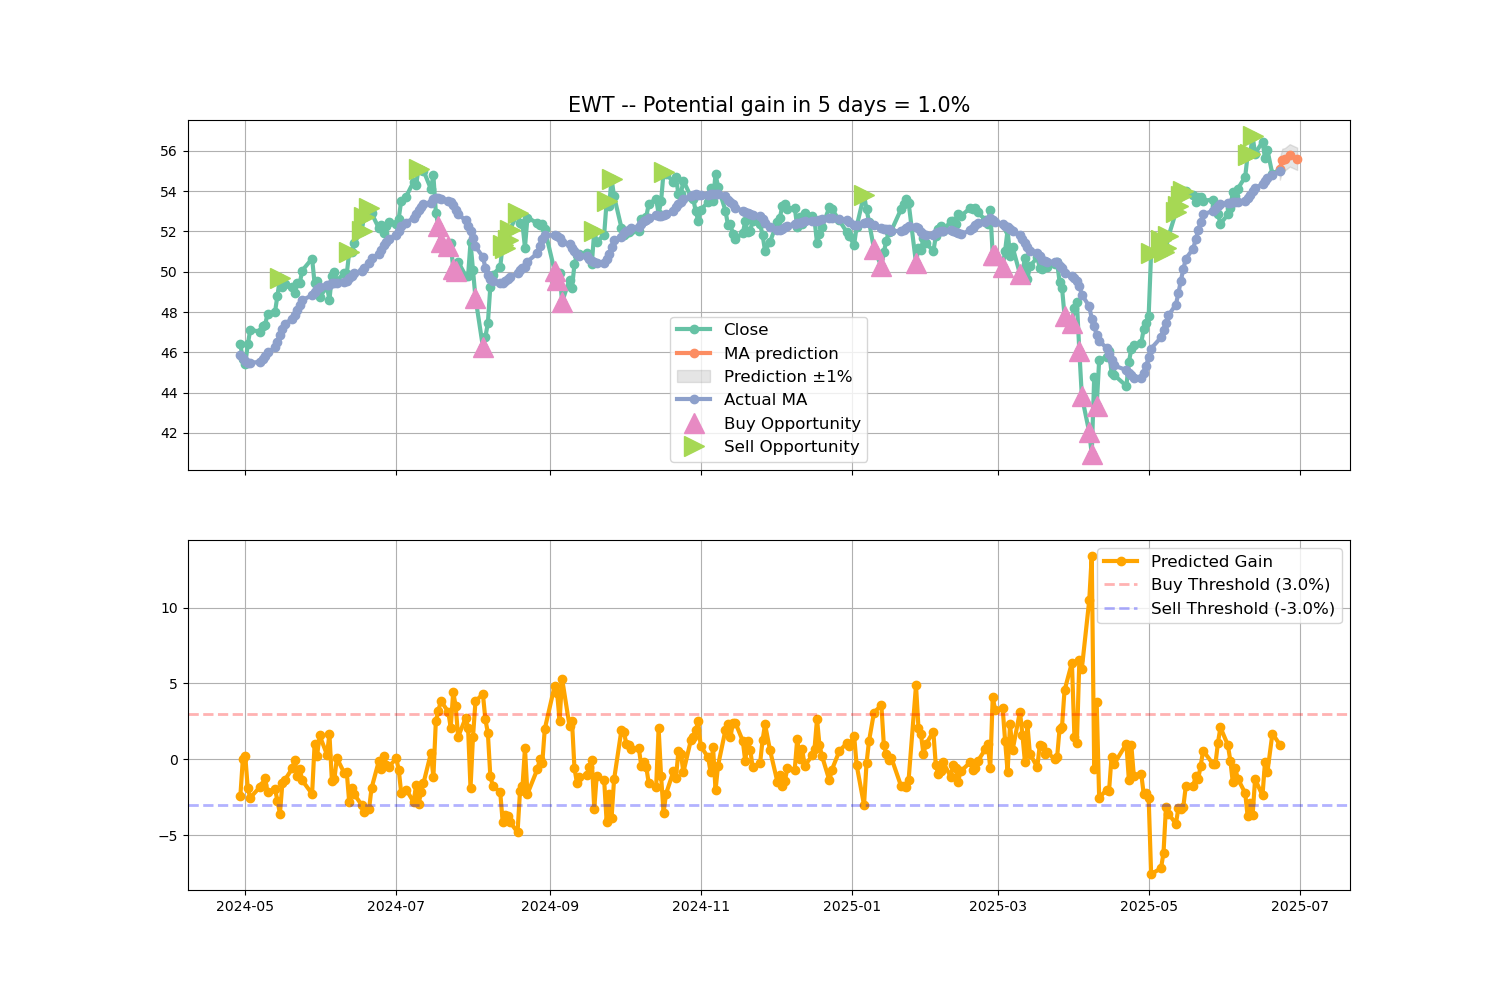 EWT -- Potential gain in 5 days = 1.0%
56
54
52
50
48
46
44
42
Close
MA prediction
Prediction ±1%
Actual MA
Buy Opportunity
Sell Opportunity
Predicted Gain
Buy Threshold (3.0%)
Sell Threshold (-3.0%)
10
5
0
−5
2024-05 2024-07 2024-09 2024-11 2025-01 2025-03 2025-05 2025-07